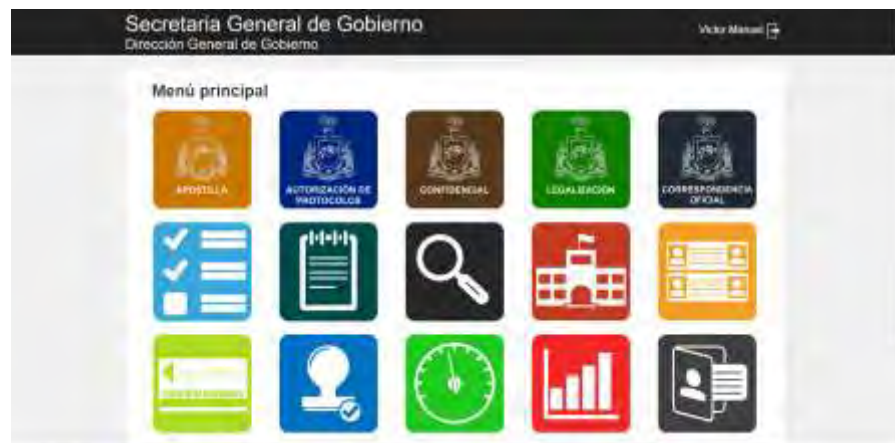 Secretaria General de Gobierno
Dirección General de Gobierno
Victor Manuel
Menú principal
APOSTILLA
AUTORIZACIÓN DE
PROTOCOLOS
CONFIDENCIAL
LEGALIZACIÓN
CORRESPONDENCIA
OFICIAL